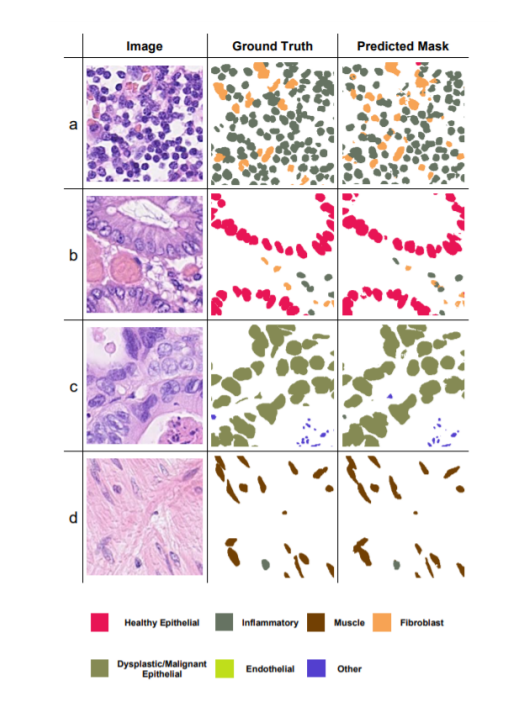 Image Ground Truth Predicted Mask
a
b
c
d
Healthy Epithelial Inflammatory Muscle Fibroblast
Dysplastic/Malignant
Epithelial Endothelial Other